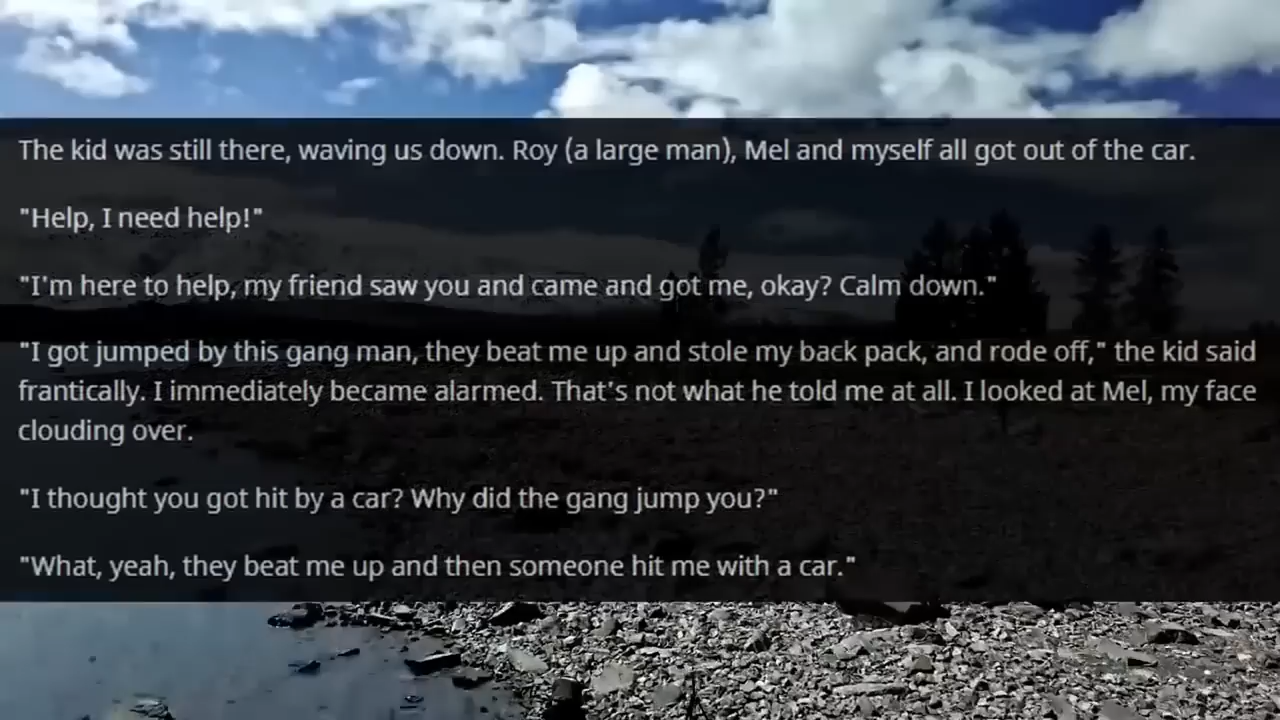 The kid was still there, waving us down. Roy (a large man), Mel and myself all got out of the car.
"Help, I need help!"
"I'm here to help, my friend saw you and came and got me, okay? Calm down."
"I got jumped by this gang man, they beat me up and stole my back pack, and rode off," the kid said
frantically. I immediately became alarmed. That's not what he told me at all. I looked at Mel, my face
clouding over.
"I thought you got hit by a car? Why did the gang jump you?"
"What, yeah, they beat me up and then someone hit me with a car."